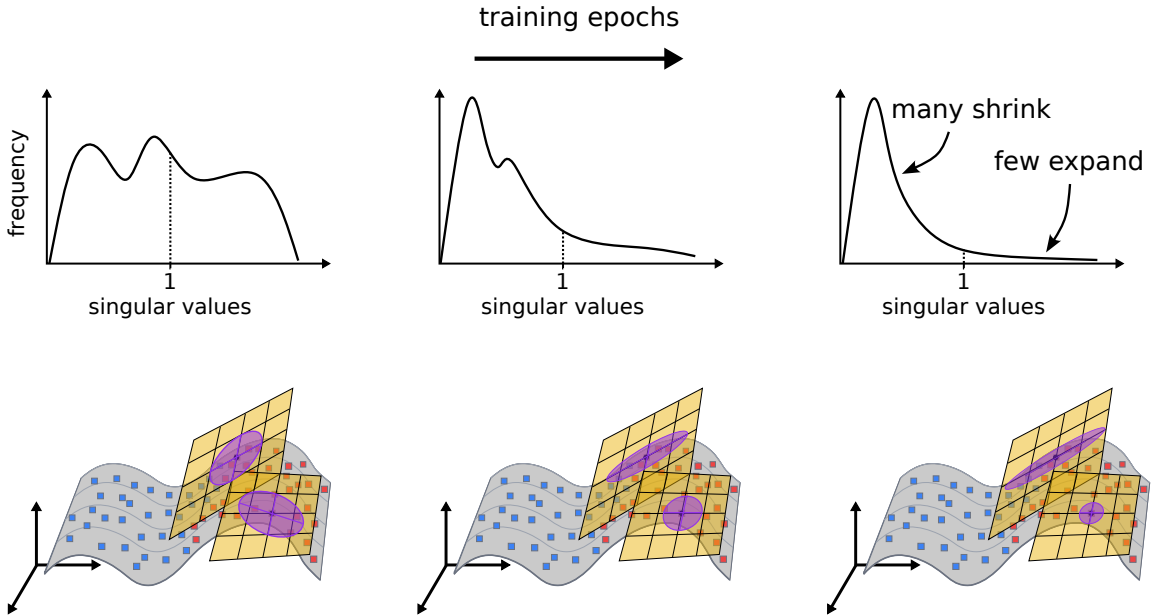 training epochs
frequency
1
singular values
1
singular values
many shrink
few expand
1
singular values